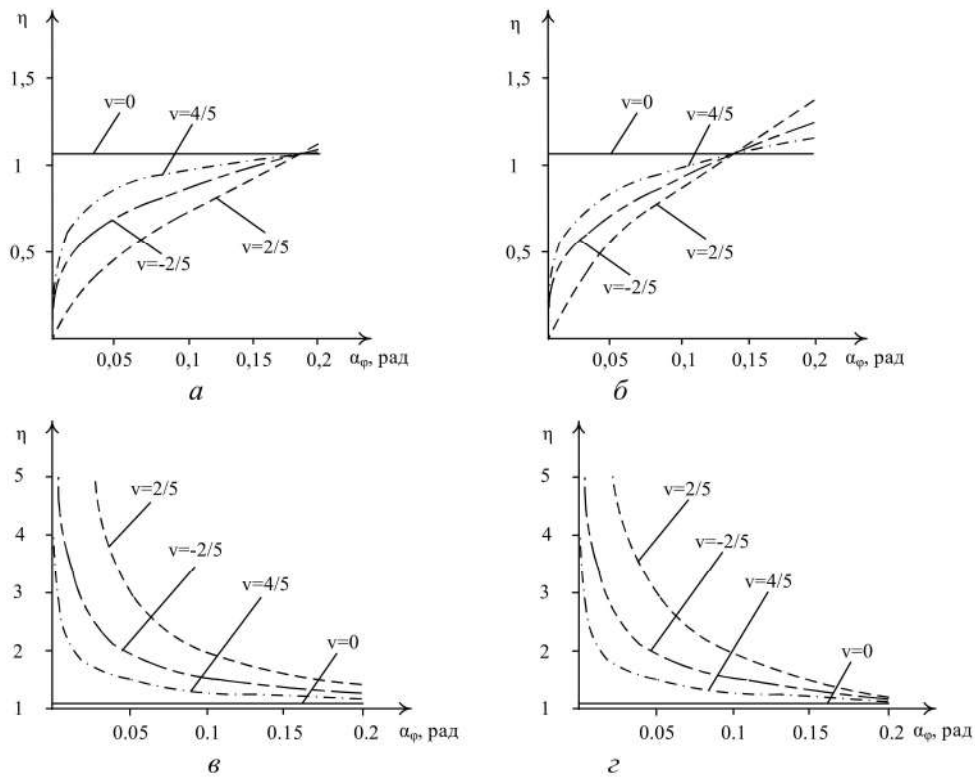 η
1,5
ν=0
ν=4/5
1
0,5
ν=-2/5
ν=2/5
0,05
0,1
0,15
0,2
αφ, рад
а
η
1,5
ν=0
ν=4/5
1
0,5
ν=2/5
ν=-2/5
0,05
0,1
0,15
0,2
αφ, рад
б
η
5
ν=2/5
4
ν=-2/5
3
ν=4/5
2
ν=0
1
0.05
0.1
0.15
0.2
αφ, рад
в
η
5
ν=2/5
4
ν=-2/5
3
ν=4/5
2
ν=0
1
0.05
0.1
0.15
0.2
αφ, рад
г